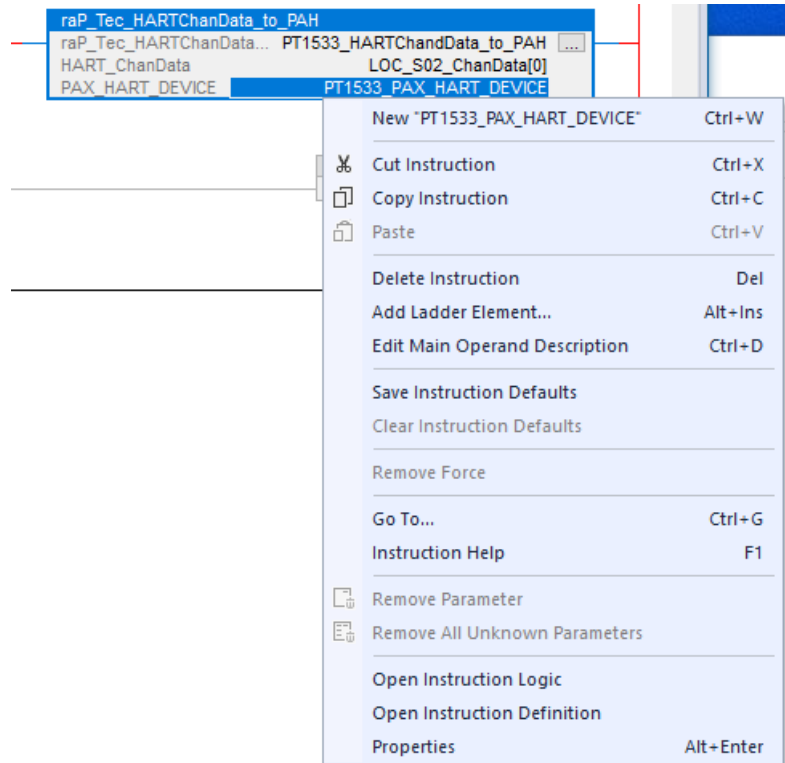 raP_Tec_HARTChanData_to_PAH
raP_Tec_HARTChanData... PT1533_HARTChandData_to_PAH ...
HART_ChanData LOC_S02_ChanData[0]
PAX_HART_DEVICE PT1533_PAX_HART_DEVICE
New "PT1533_PAX_HART_DEVICE" Ctrl+W
Cut Instruction Ctrl+X
Copy Instruction Ctrl+C
Paste Ctrl+V
Delete Instruction Del
Add Ladder Element... Alt+Ins
Edit Main Operand Description Ctrl+D
Save Instruction Defaults
Clear Instruction Defaults
Remove Force
Go To... Ctrl+G
Instruction Help F1
Remove Parameter
Remove All Unknown Parameters
Open Instruction Logic
Open Instruction Definition
Properties Alt+Enter